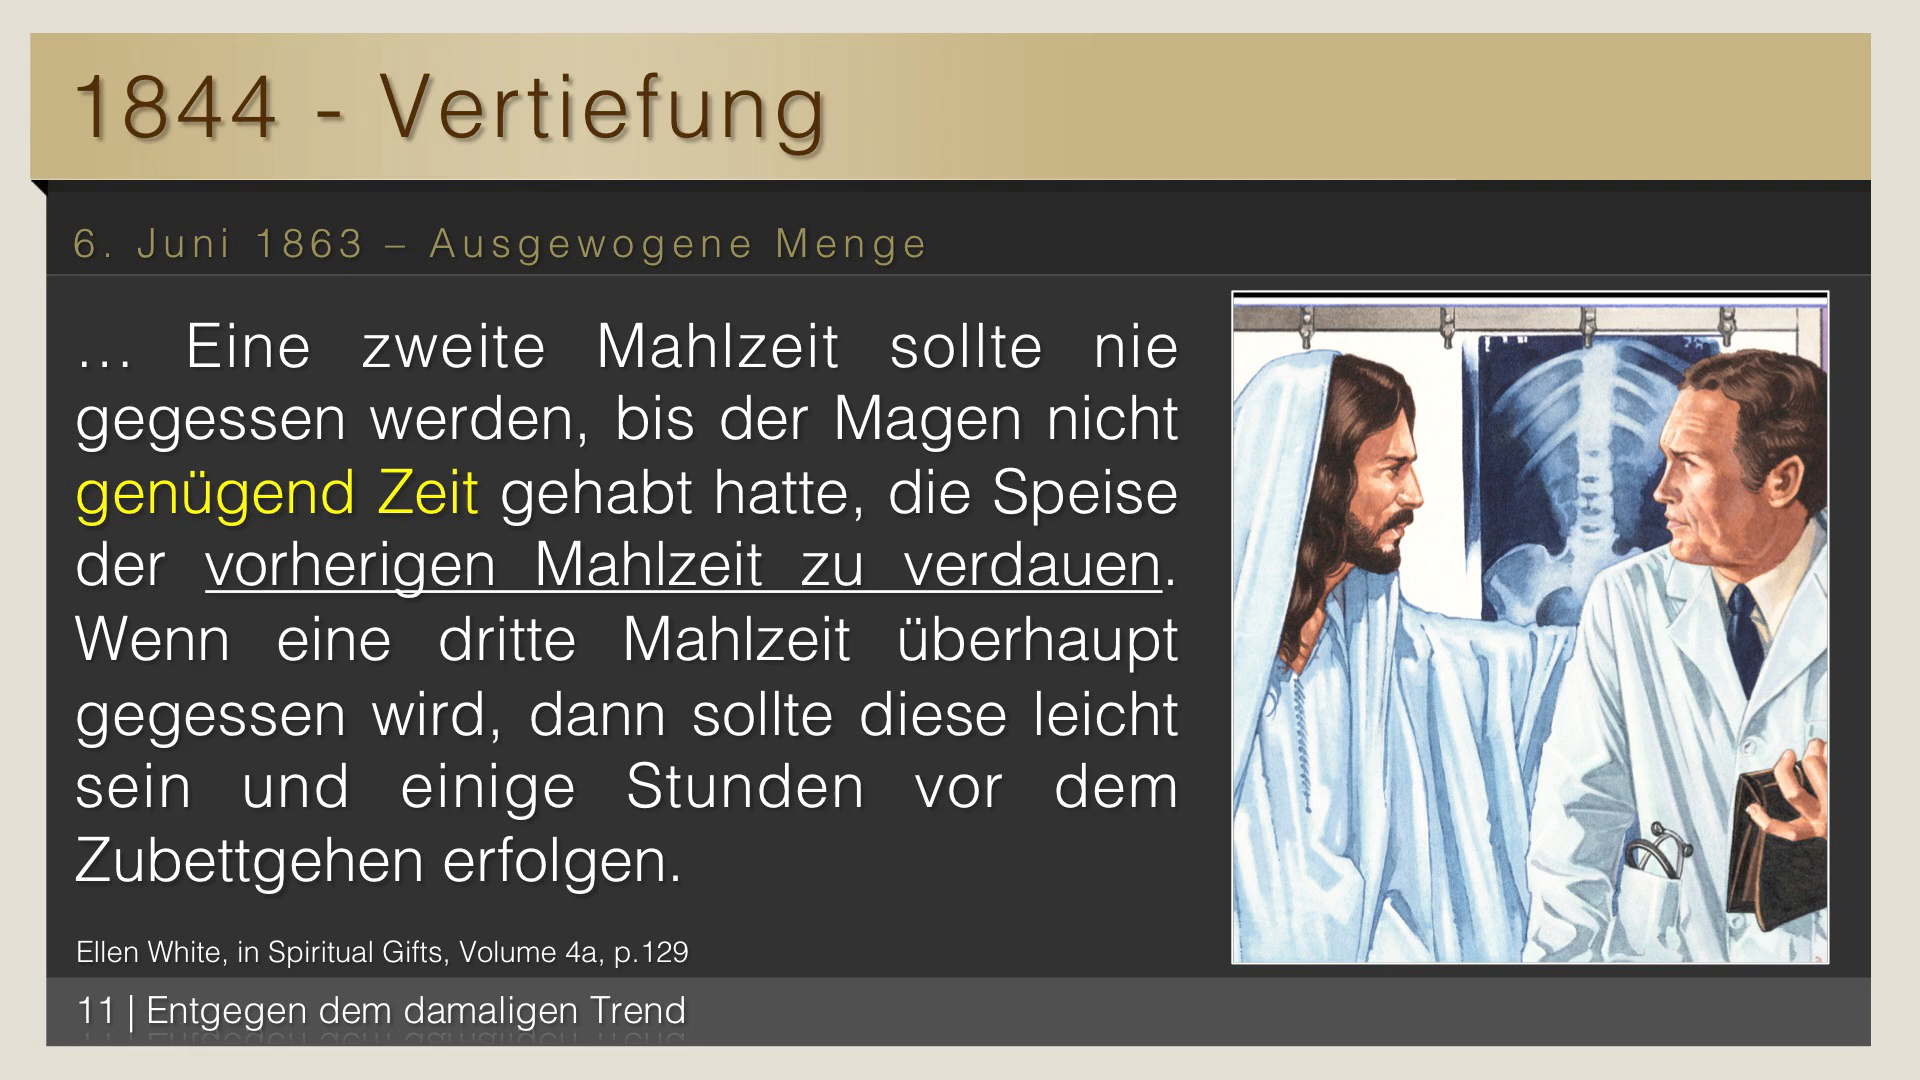 1844 - Vertiefung
6. Juni 1863 – Ausgewogene Menge
… Eine zweite Mahlzeit sollte nie
gegessen werden, bis der Magen nicht
genügend Zeit gehabt hatte, die Speise
der vorherigen Mahlzeit zu verdauen.
Wenn eine dritte Mahlzeit überhaupt
gegessen wird, dann sollte diese leicht
sein und einige Stunden vor dem
Zubettgehen erfolgen.
Ellen White, in Spiritual Gifts, Volume 4a, p.129
11 | Entgegen dem damaligen Trend